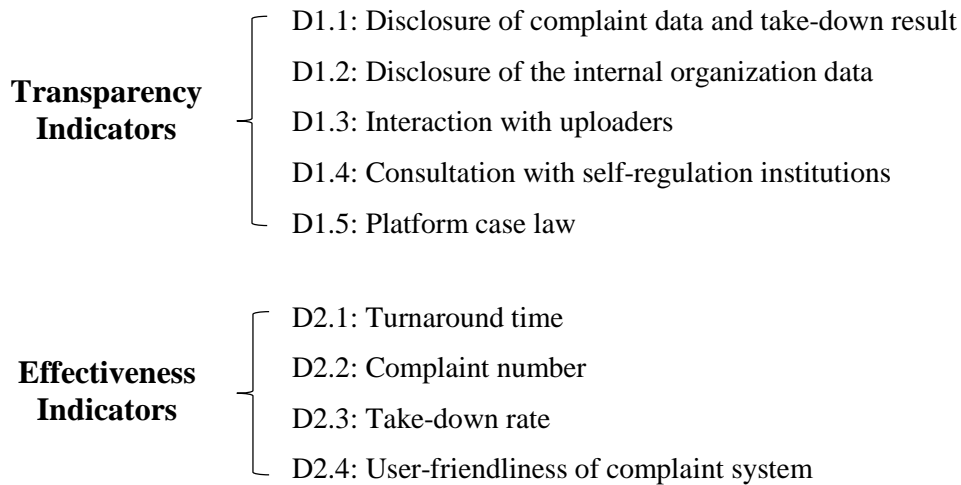 Transparency
Indicators
D1.1: Disclosure of complaint data and take-down result
D1.2: Disclosure of the internal organization data
D1.3: Interaction with uploaders
D1.4: Consultation with self-regulation institutions
D1.5: Platform case law
Effectiveness
Indicators
D2.1: Turnaround time
D2.2: Complaint number
D2.3: Take-down rate
D2.4: User-friendliness of complaint system